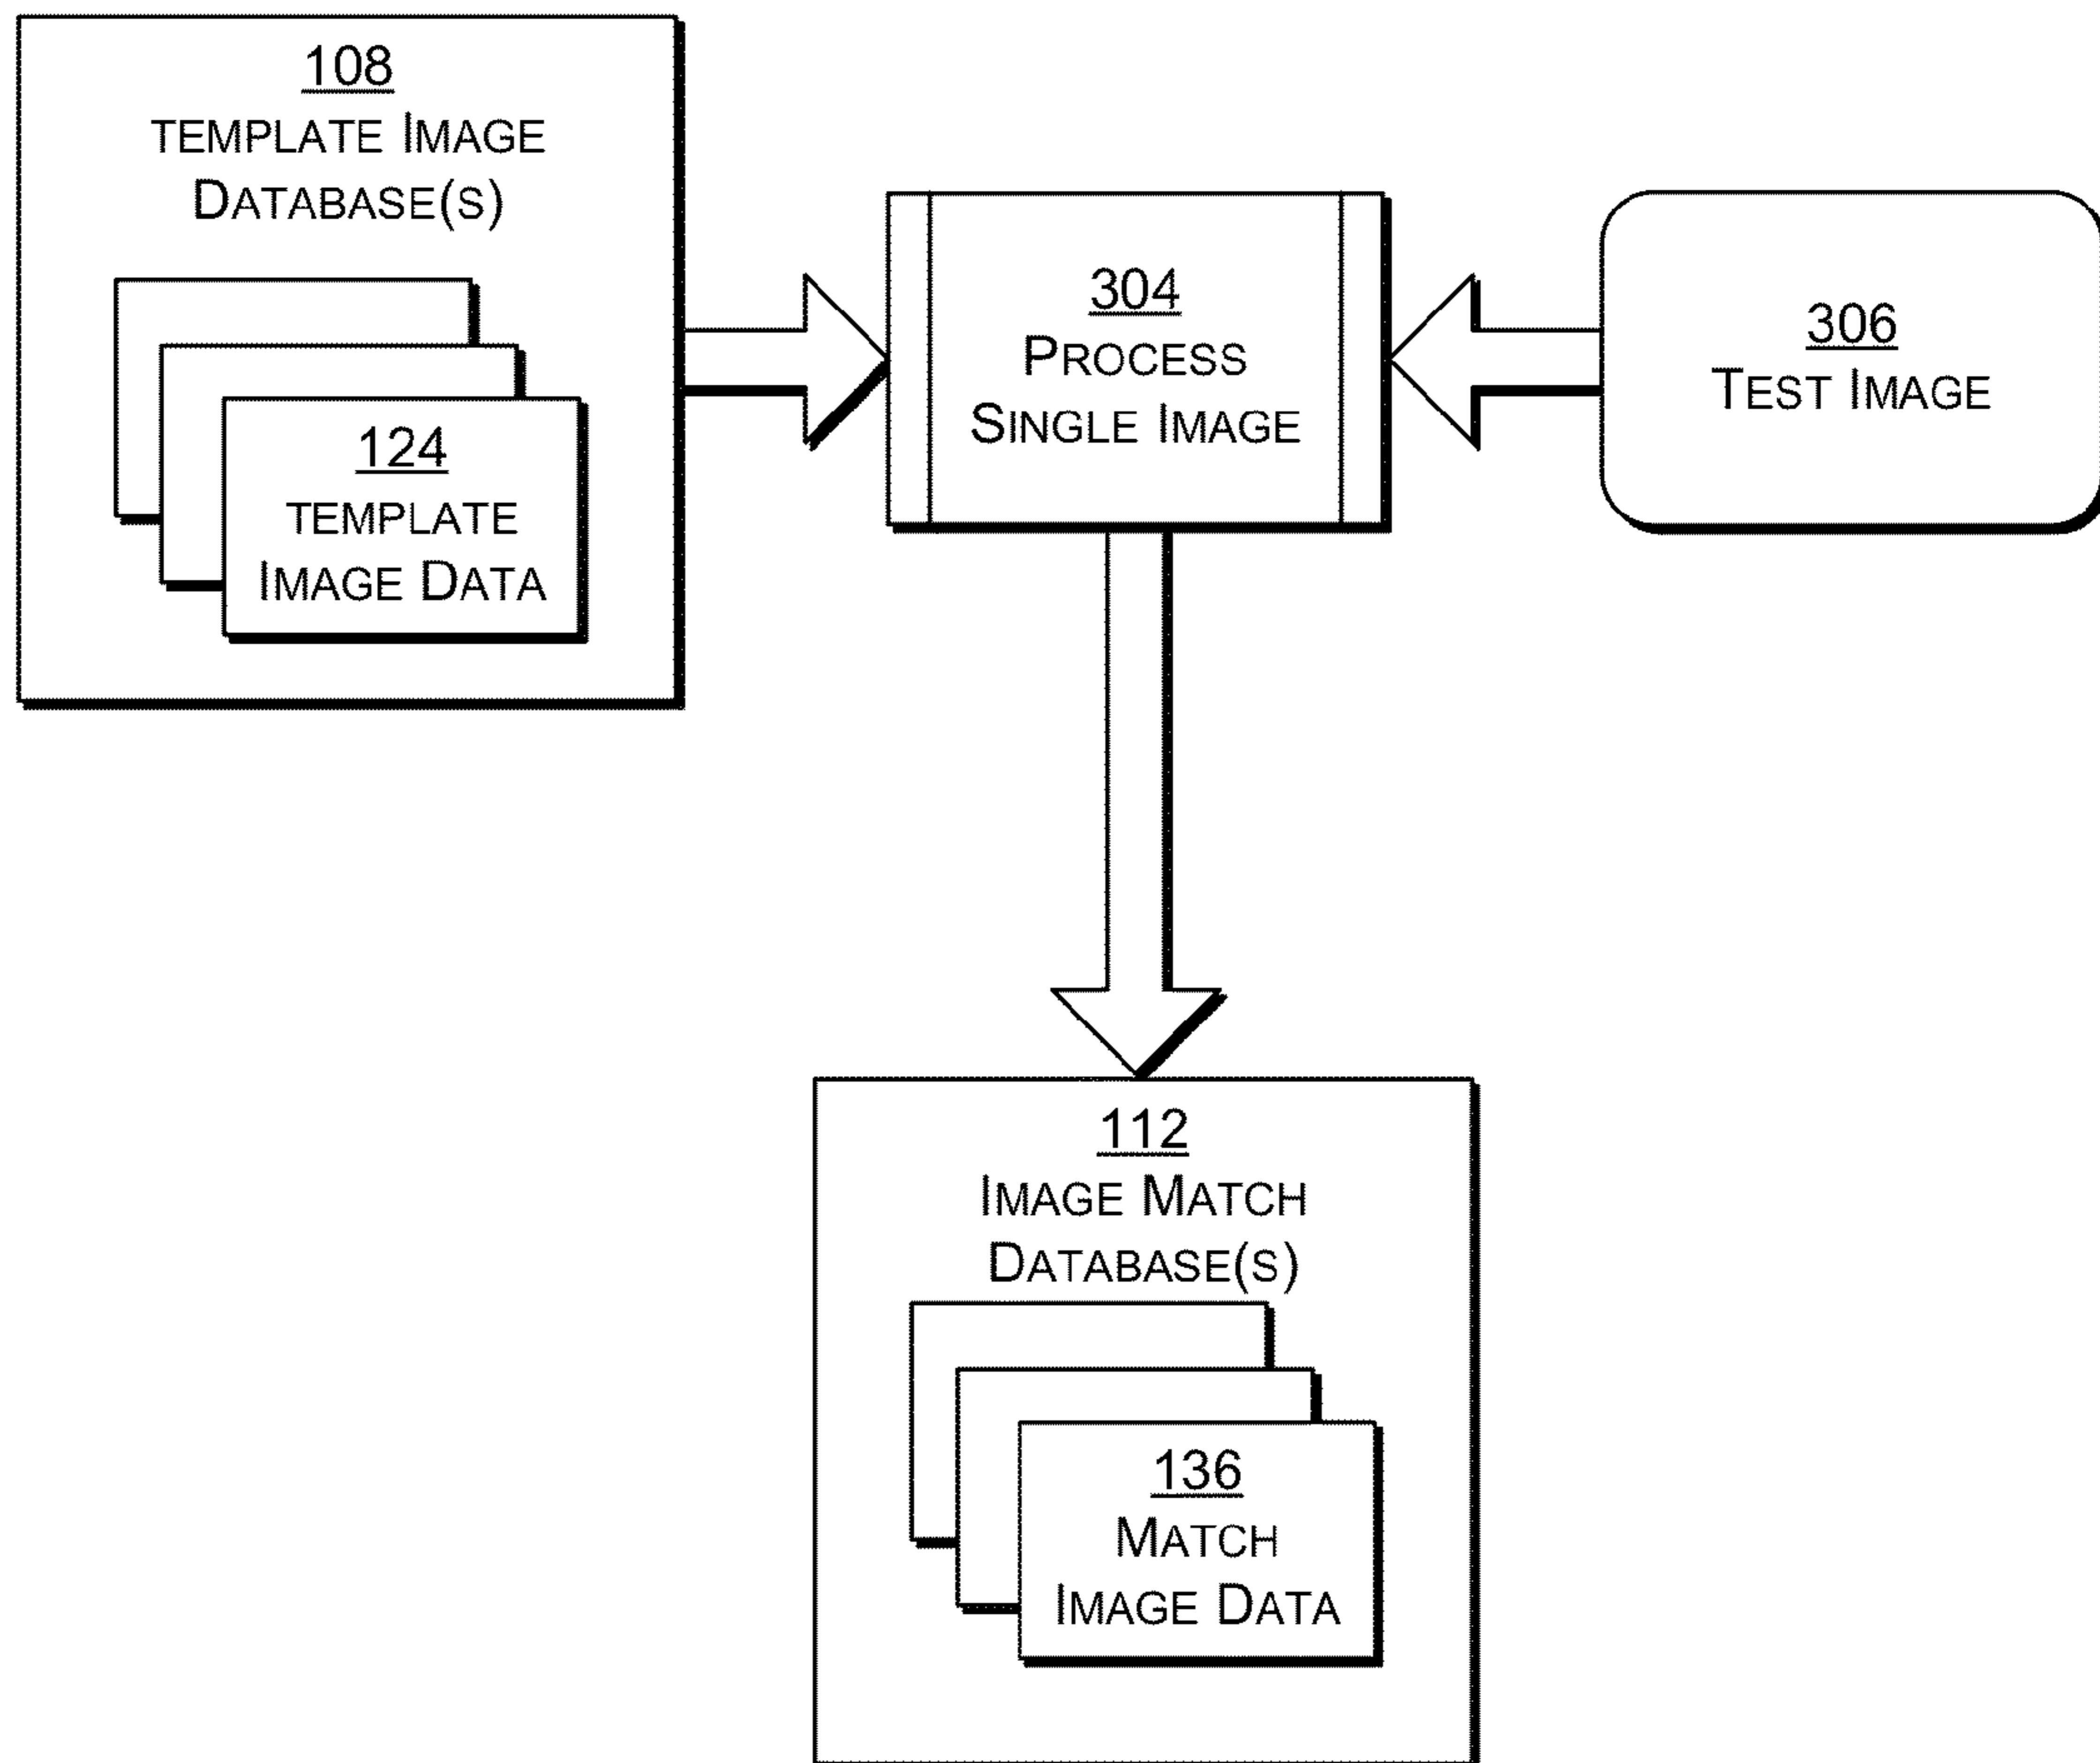 108
TEMPLATE IMAGE
DATABASE(S)
124
TEMPLATE
IMAGE DATA
304
PROCESS
SINGLE IMAGE
306
TEST IMAGE
112
IMAGE MATCH
DATABASE(S)
136
MATCH
IMAGE DATA